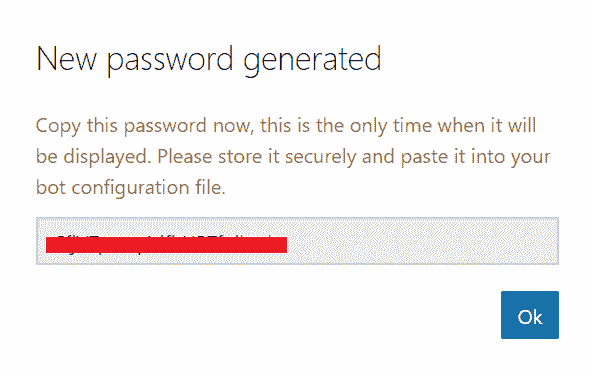 New password generated
Copy this password now, this is the only time when it will
be displayed. Please store it securely and paste it into your
bot configuration file.
Ok